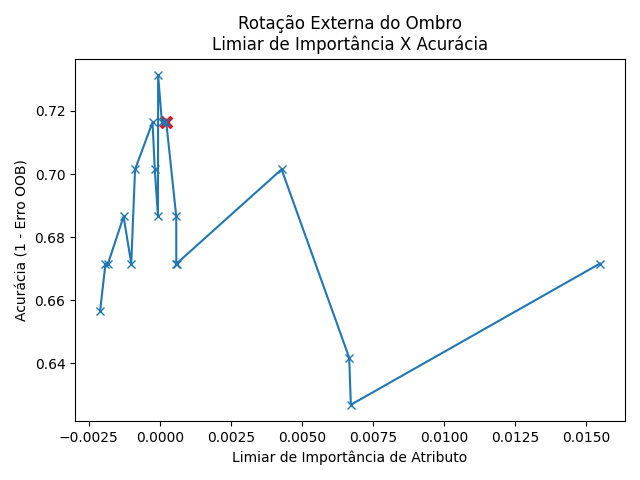 Rotação Externa do Ombro
Limiar de Importância X Acurácia
Acurácia (1 - Erro OOB)
0.72
0.70
0.68
0.66
0.64
−0.0025 0.0000 0.0025 0.0050 0.0075 0.0100 0.0125 0.0150
Limiar de Importância de Atributo